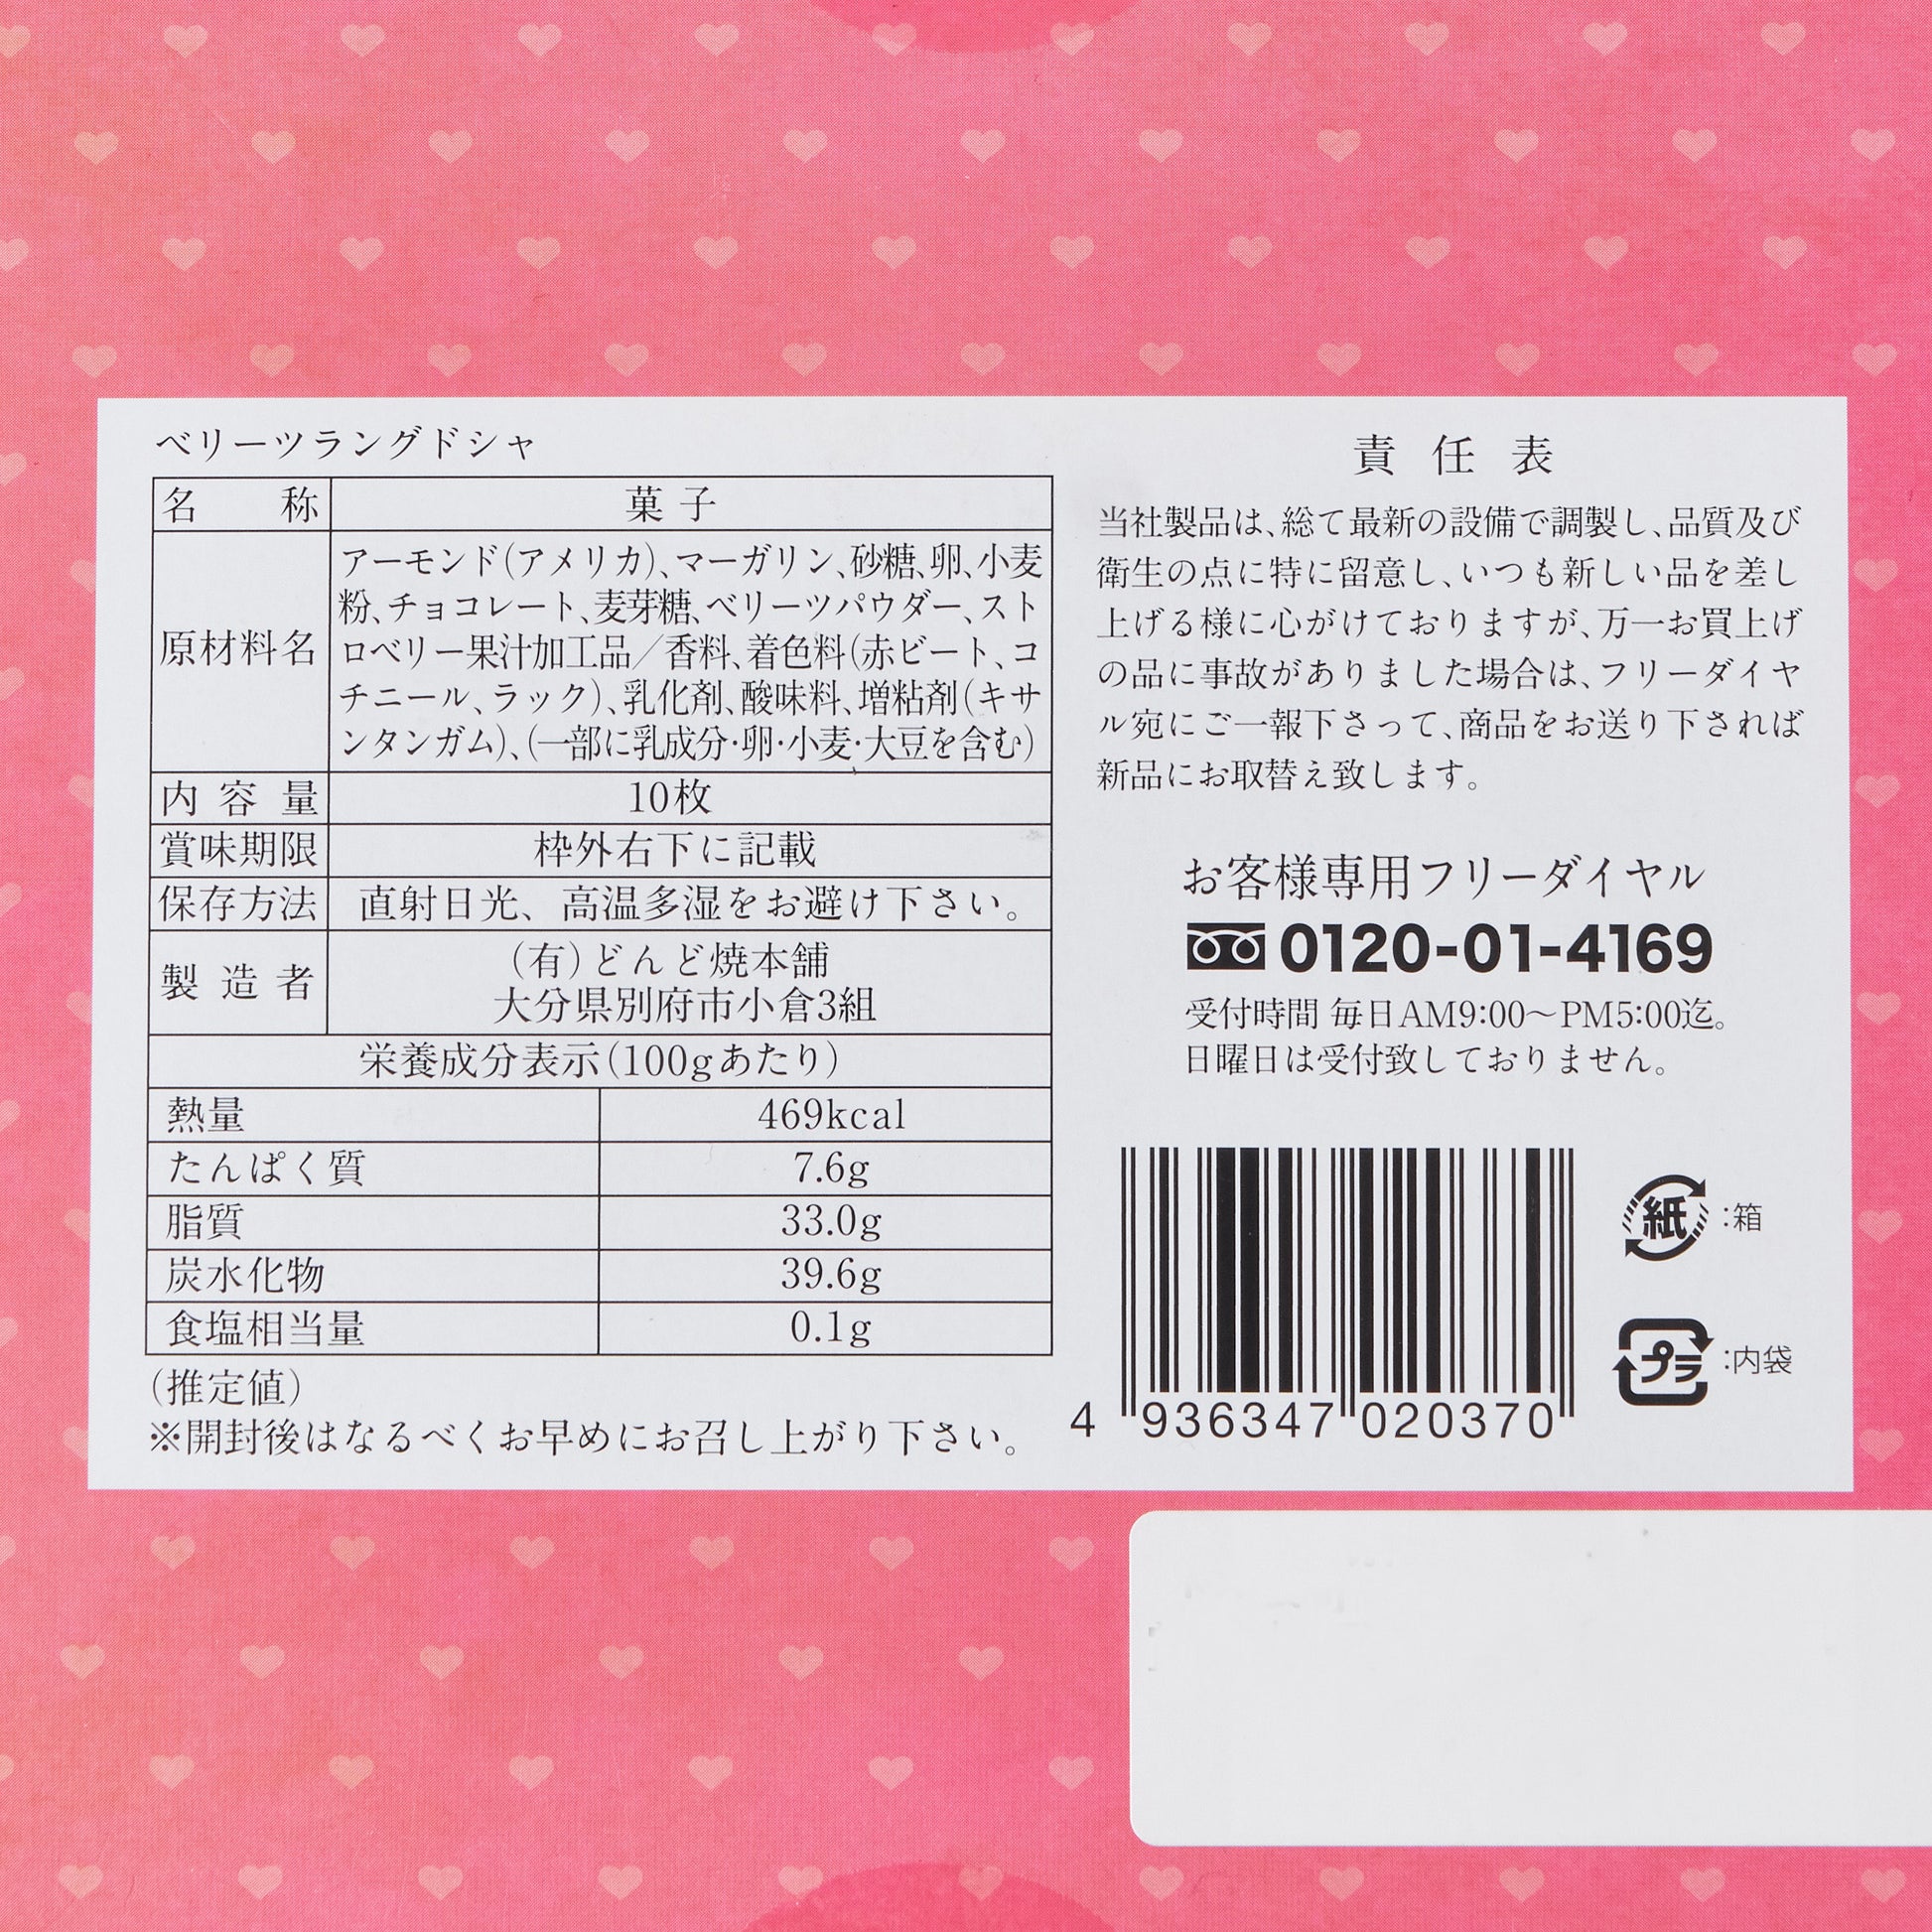 ベリーツラングドシャ
名称 菓子
原材料名 アーモンド(アメリカ)、マーガリン、砂糖、卵、小麦
粉、チョコレート、麦芽糖、ベリーツパウダー、スト
ロベリー果汁加工品／香料、着色料(赤ビート、コ
チニール、ラック)、乳化剤、酸味料、増粘剤(キサ
ンタンガム)、(一部に乳成分・卵・小麦・大豆を含む)
内容量 10枚
賞味期限 枠外右下に記載
保存方法 直射日光、高温多湿をお避け下さい。
製造者 (有)どんど焼本舗
大分県別府市小倉3組
栄養成分表示(100gあたり)
熱量 469kcal
たんぱく質 7.6g
脂質 33.0g
炭水化物 39.6g
食塩相当量 0.1g
(推定値)
※開封後はなるべくお早めにお召し上がり下さい。
責任表
当社製品は、総て最新の設備で調製し、品質及び
衛生の点に特に留意し、いつも新しい品を差し
上げる様に心がけておりますが、万一お買上げ
の品に事故がありました場合は、フリーダイヤ
ル宛にご一報下さって、商品をお送り下されば
新品にお取替え致します。
お客様専用フリーダイヤル
0120-01-4169
受付時間 毎日AM9:00〜PM5:00迄。
日曜日は受付致しておりません。
4 936347 020370
紙:箱
プラ:内袋